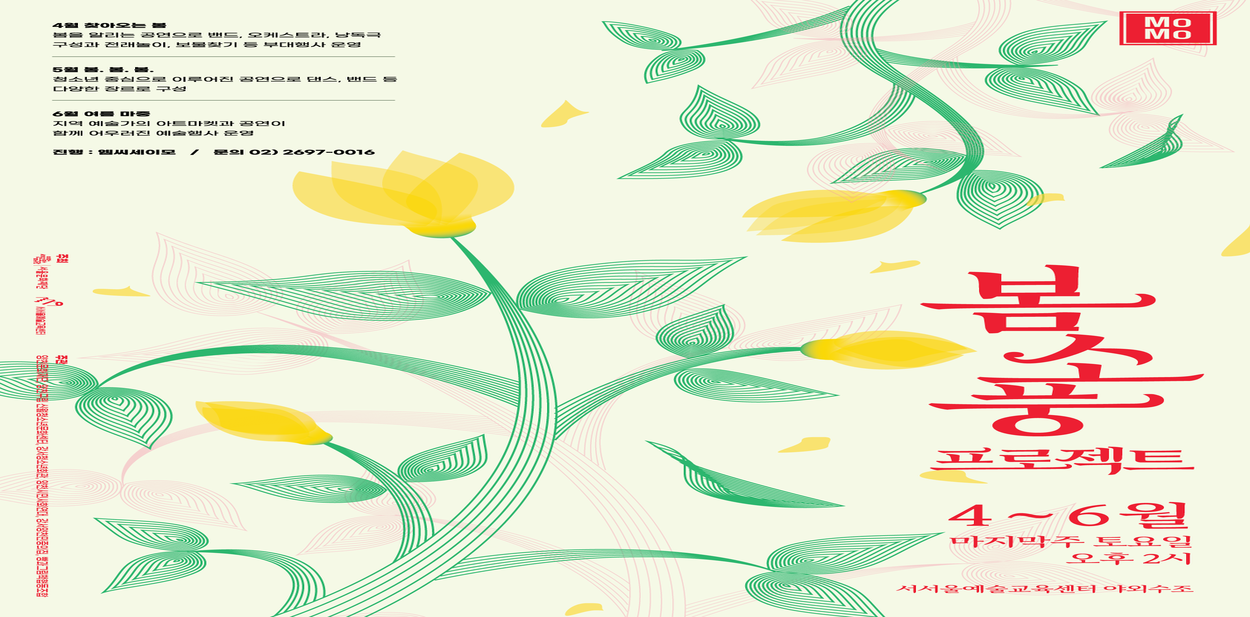 4월 찾아오는 봄
봄을 알리는 공연으로 밴드, 오케스트라, 낭독극
구성과 전래놀이, 보물찾기 등 부대행사 운영
5월 봄. 봄. 봄.
청소년 중심으로 이루어진 공연으로 댄스, 밴드 등
다양한 장르로 구성
6월 여름 마중
지역 예술가의 아트마켓과 공연이
함께 어우러진 예술행사 운영
진행 : 엠씨세이모 / 문의 02) 2697-0016
MO
MO
봄
소
풍
프로젝트
4 ~ 6 월
마지막주 토요일
오후 2시
서서울예술교육센터 야외수조